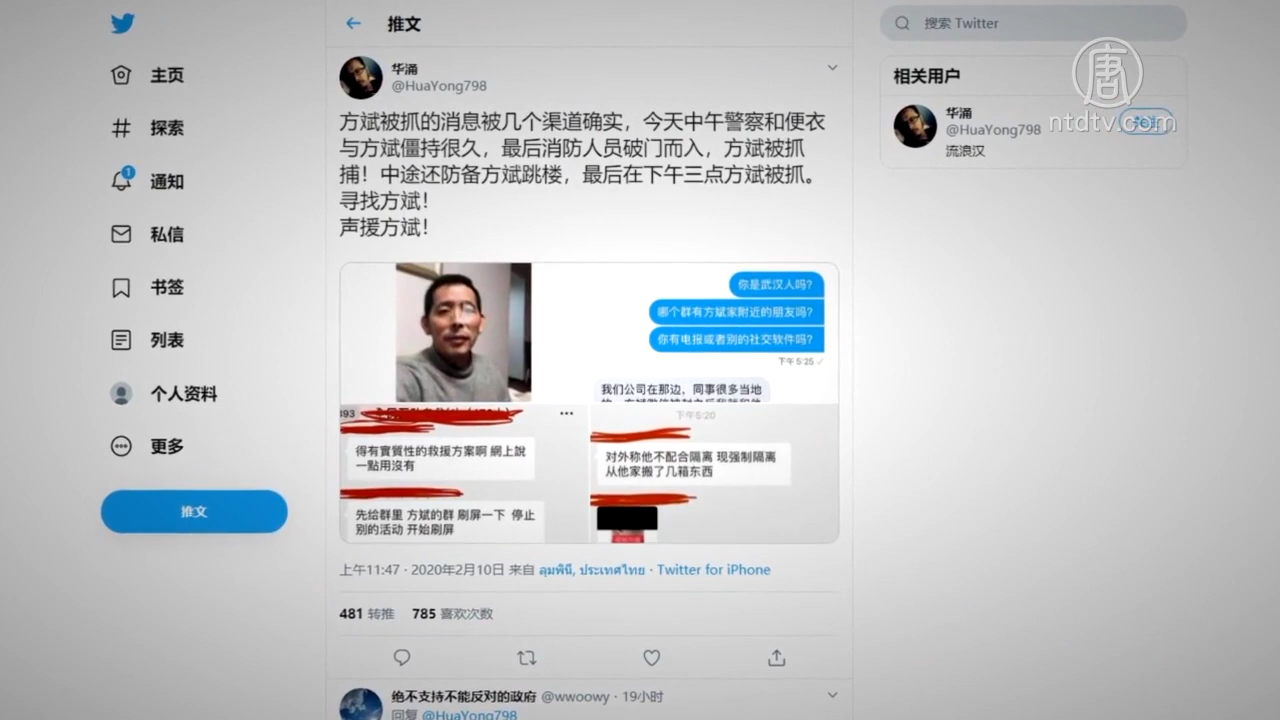 推文
搜索 Twitter
主页
探索
1
通知
私信
书签
列表
个人资料
更多
推文
华涌
@HuaYong798
方斌被抓的消息被几个渠道确实，今天中午警察和便衣
与方斌僵持很久，最后消防人员破门而入，方斌被抓
捕！中途还防备方斌跳楼，最后在下午三点方斌被抓。
寻找方斌！
声援方斌！
你是武汉人吗?
哪个群有方斌家附近的朋友吗?
你有电报或者别的社交软件吗?
下午5:25
我们公司在那边，同事很多当地
393
得有實質性的救援方案啊 網上說
一點用沒有
先给群里 方斌的群 刷屏一下 停止
别的活动 开始刷屏
下午5:20
对外称他不配合隔离 现强制隔离
从他家搬了几箱东西
上午11:47 · 2020年2月10日 来自 ลุมพินี, ประเทศไทย · Twitter for iPhone
481 转推 785 喜欢次数
绝不支持不能反对的政府 @wwoowy · 19小时
回复 @HuaYong798
相关用户
华涌
@HuaYong798
流浪汉
唐
ntdtv.com